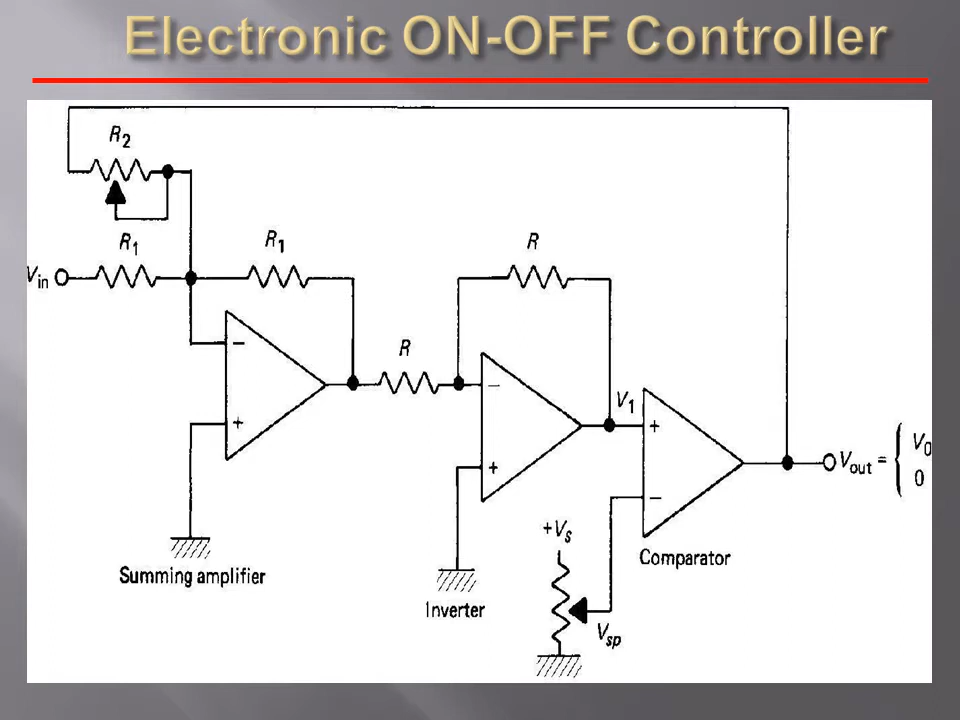 Electronic ON-OFF Controller
R2
R1
R1
R
Vin
−
+
R
−
+
V1
+
−
Vout = { V0
0
Summing amplifier
Inverter
+Vs
Vsp
Comparator